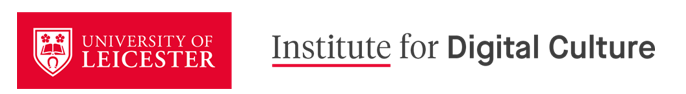 UNIVERSITY OF
LEICESTER
Institute for Digital Culture